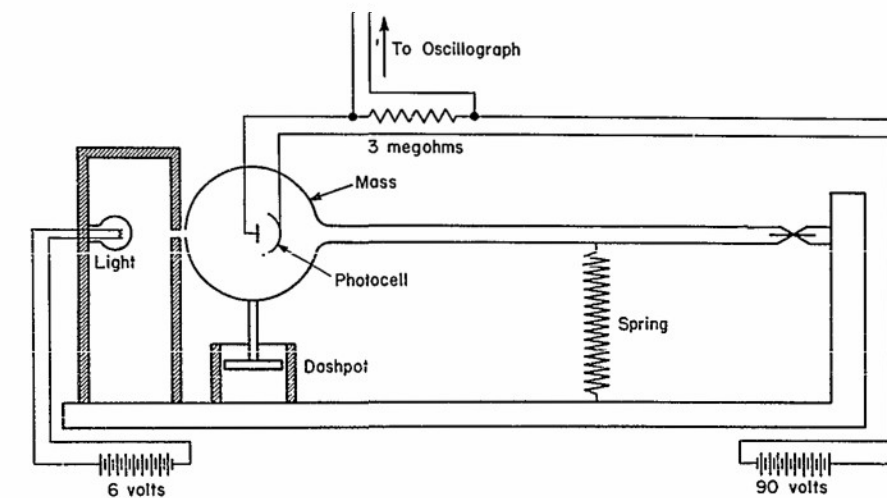 To Oscillograph
3 megohms
Mass
Light
Photocell
Spring
Dashpot
6 volts
90 volts